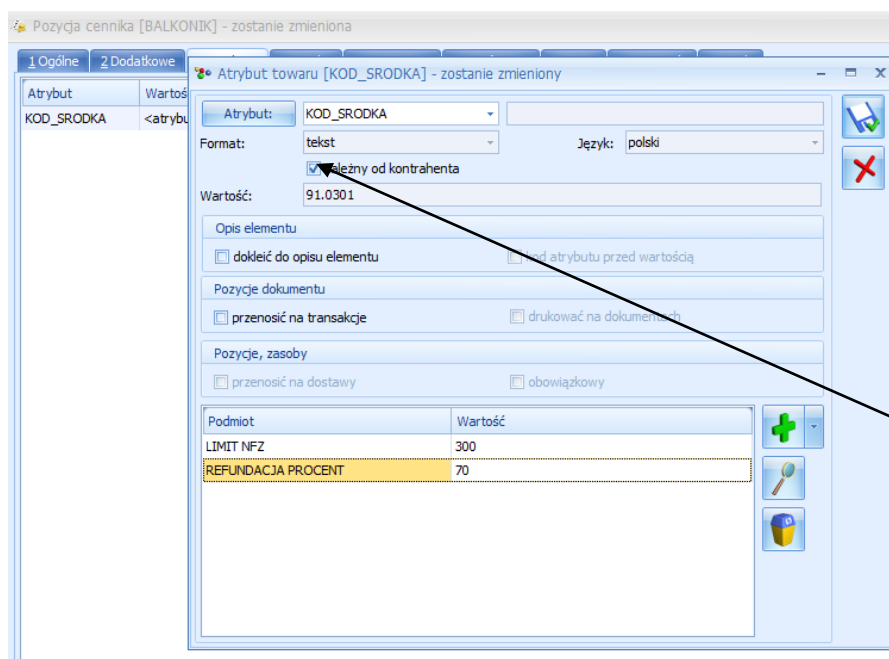 Pozycja cennika [BALKONIK] - zostanie zmieniona
1 Ogólne 2 Dodatkowe
Atrybut
KOD_SRODKA <atrybu
Atrybut towaru [KOD_SRODKA] - zostanie zmieniony
Atrybut: KOD_SRODKA
Format: tekst Język: polski
zależny od kontrahenta
Wartość: 91.0301
Opis elementu
dokleić do opisu elementu kod atrybutu przed wartością
Pozycje dokumentu
przenosić na transakcje drukować na dokumentach
Pozycje, zasoby
przenosić na dostawy obowiązkowy
Podmiot Wartość
LIMIT NFZ 300
REFUNDACJA PROCENT 70